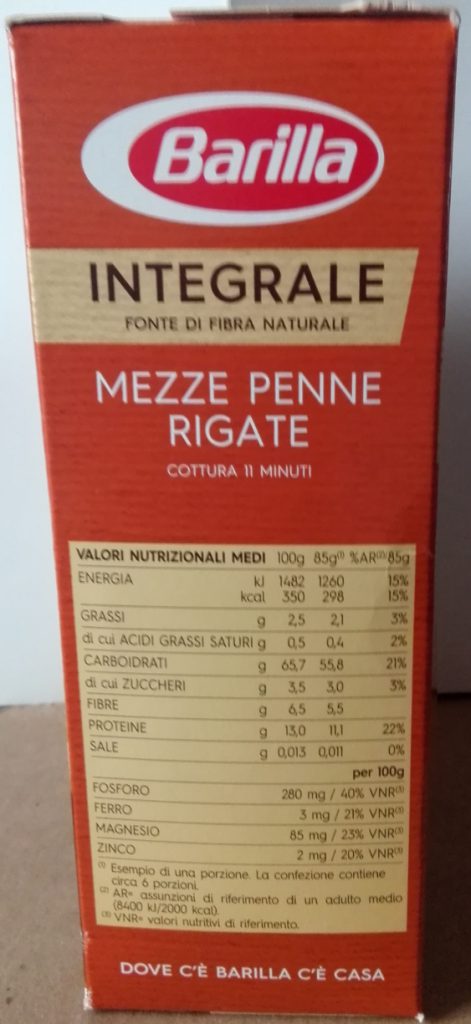 Barilla
INTEGRALE
FONTE DI FIBRA NATURALE
MEZZE PENNE
RIGATE
COTTURA 11 MINUTI
VALORI NUTRIZIONALI MEDI 100g 85g⁽¹⁾ %AR⁽²⁾85g
ENERGIA kJ 1482 1260 15%
kcal 350 298 15%
GRASSI g 2,5 2,1 3%
di cui ACIDI GRASSI SATURI g 0,5 0,4 2%
CARBOIDRATI g 65,7 55,8 21%
di cui ZUCCHERI g 3,5 3,0 3%
FIBRE g 6,5 5,5
PROTEINE g 13,0 11,1 22%
SALE g 0,013 0,011 0%
per 100g
FOSFORO 280 mg / 40% VNR⁽³⁾
FERRO 3 mg / 21% VNR⁽³⁾
MAGNESIO 85 mg / 23% VNR⁽³⁾
ZINCO 2 mg / 20% VNR⁽³⁾
⁽¹⁾ Esempio di una porzione. La confezione contiene
circa 6 porzioni.
⁽²⁾ AR= assunzioni di riferimento di un adulto medio
(8400 kJ/2000 kcal).
⁽³⁾ VNR= valori nutritivi di riferimento.
DOVE C'È BARILLA C'È CASA